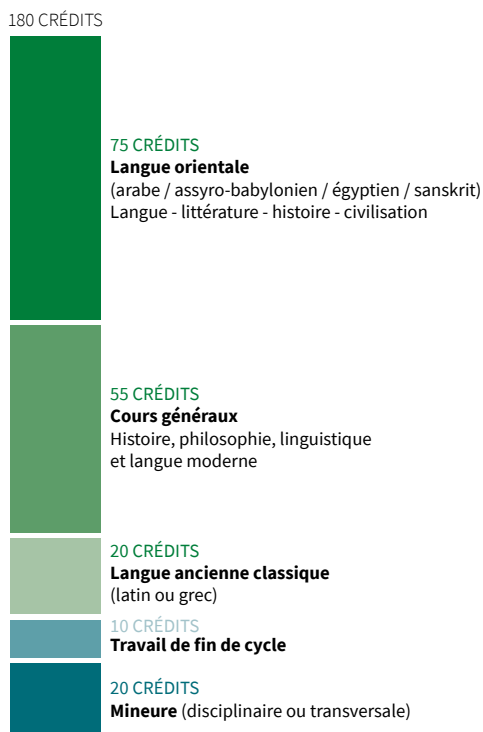 180 CRÉDITS
75 CRÉDITS
Langue orientale
(arabe / assyro-babylonien / égyptien / sanskrit)
Langue - littérature - histoire - civilisation
55 CRÉDITS
Cours généraux
Histoire, philosophie, linguistique
et langue moderne
20 CRÉDITS
Langue ancienne classique
(latin ou grec)
10 CRÉDITS
Travail de fin de cycle
20 CRÉDITS
Mineure (disciplinaire ou transversale)